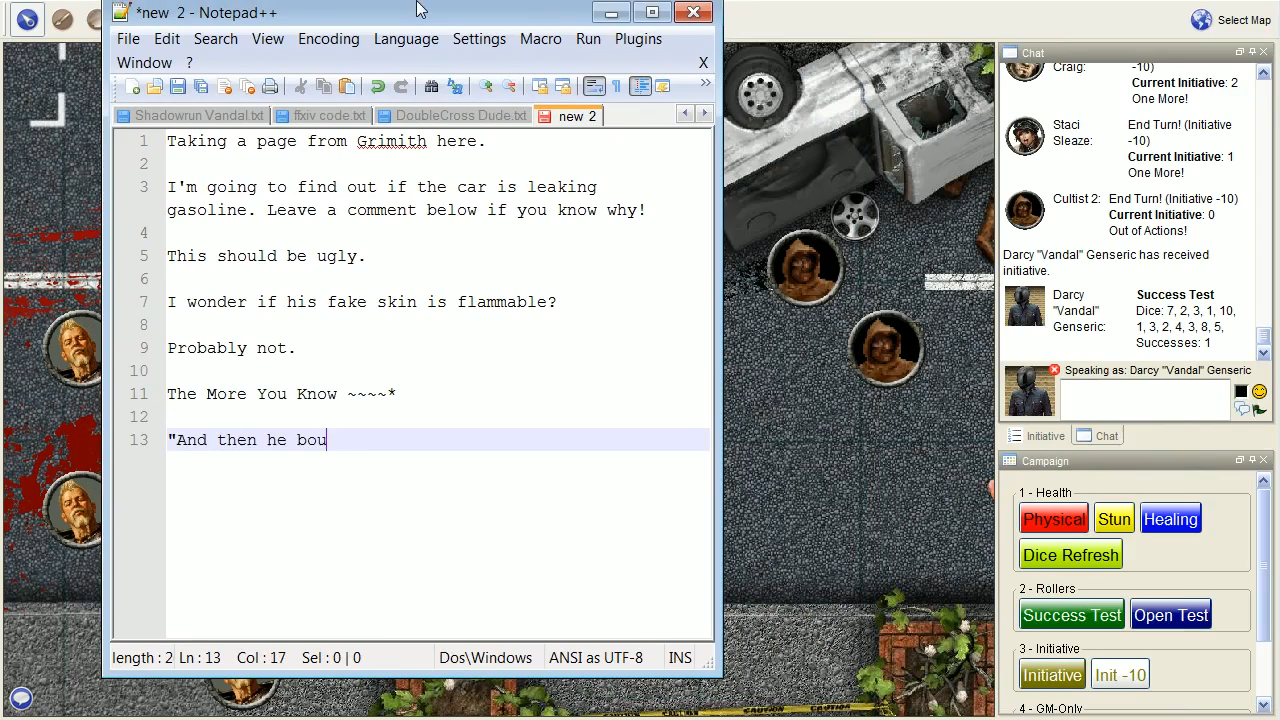 *new 2 - Notepad++
Select Map
File Edit Search View Encoding Language Settings Macro Run Plugins
Window ? X
Shadowrun Vandal.txt ffxiv code.txt DoubleCross Dude.txt new 2
1 Taking a page from Grimith here.
2
3 I'm going to find out if the car is leaking
gasoline. Leave a comment below if you know why!
4
5 This should be ugly.
6
7 I wonder if his fake skin is flammable?
8
9 Probably not.
10
11 The More You Know ~~~~*
12
13 "And then he bou
length : 2 Ln : 13 Col : 17 Sel : 0 | 0 Dos\Windows ANSI as UTF-8 INS
Chat
Craig: -10)
Current Initiative: 2
One More!
Staci Sleaze: End Turn! (Initiative
-10)
Current Initiative: 1
One More!
Cultist 2: End Turn! (Initiative -10)
Current Initiative: 0
Out of Actions!
Darcy "Vandal" Genseric has received
initiative.
Darcy "Vandal" Genseric: Success Test
Dice: 7, 2, 3, 1, 10,
1, 3, 2, 4, 3, 8, 5,
Successes: 1
Speaking as: Darcy "Vandal" Genseric
Initiative Chat
Campaign
1 - Health
Physical Stun Healing
Dice Refresh
2 - Rollers
Success Test Open Test
3 - Initiative
Initiative Init -10
4 - GM-Only
CAUTION CAUTION